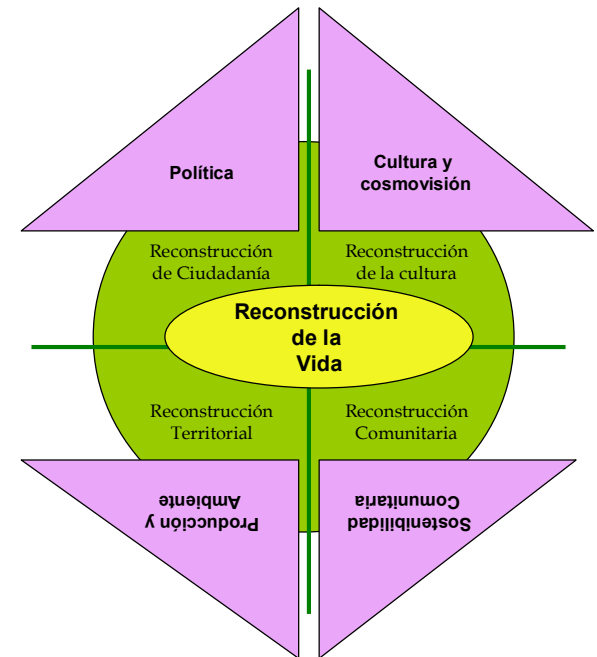 Política
Cultura y
cosmovisión
Reconstrucción
de Ciudadanía
Reconstrucción
de la cultura
Reconstrucción
de la
Vida
Reconstrucción
Territorial
Reconstrucción
Comunitaria
Producción y
Ambiente
Sostenibilidad
Comunitaria